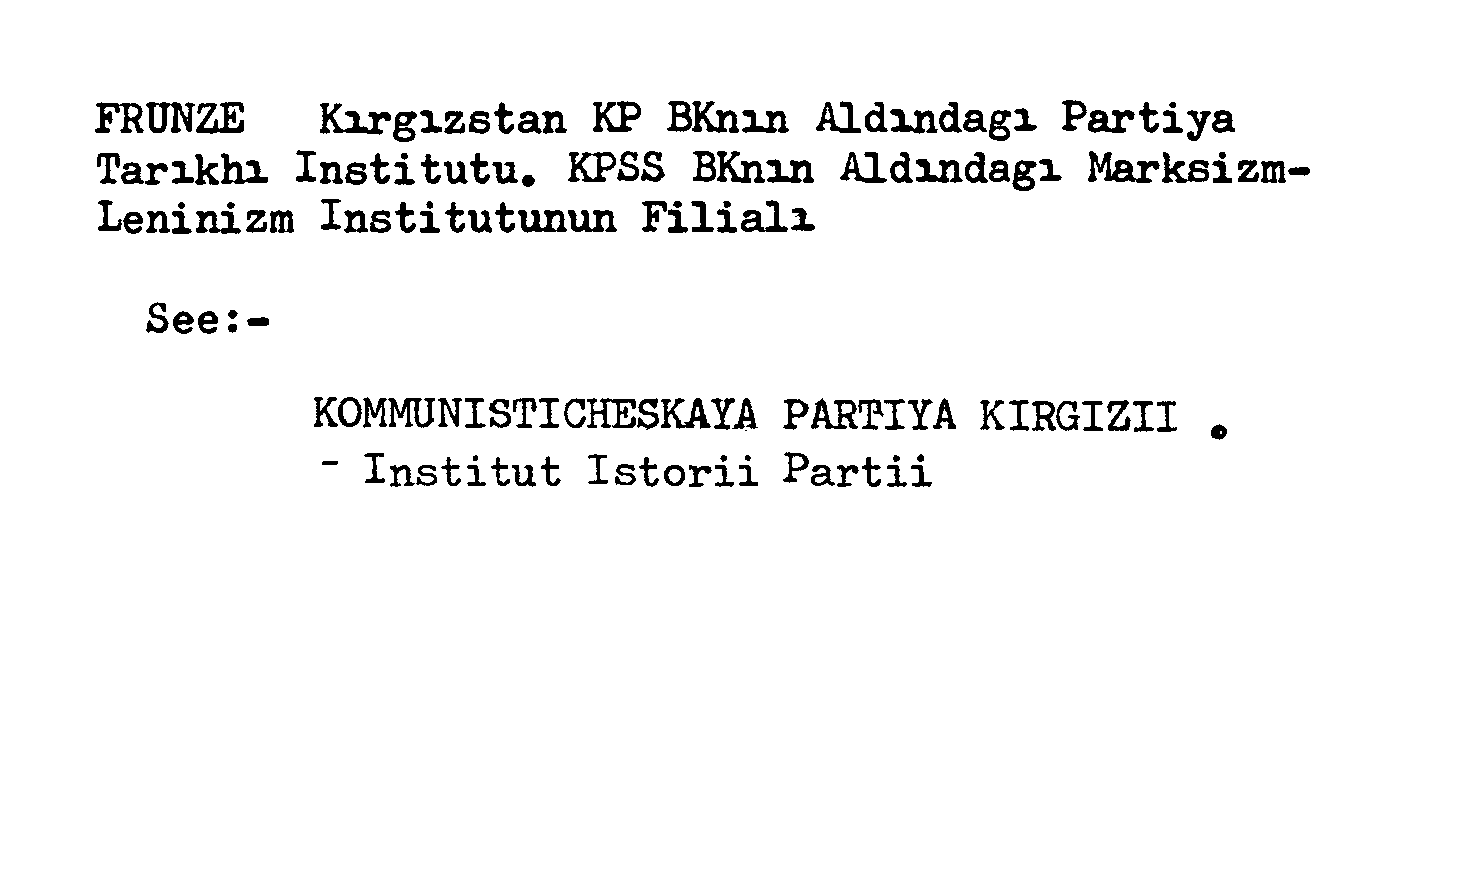 FRUNZE Kırgızstan KP BKnın Aldındagı Partiya
Tarıkhı Institutu. KPSS BKnın Aldındagı Marksizm-
Leninizm Institutunun Filialı
See:-
KOMMUNISTICHESKAYA PARTIYA KIRGIZII .
- Institut Istorii Partii